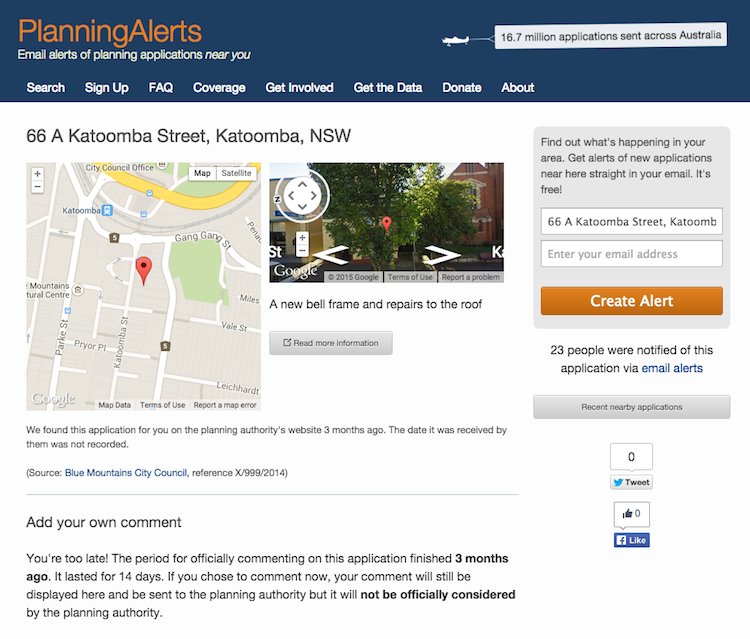 PlanningAlerts
Email alerts of planning applications near you
16.7 million applications sent across Australia
Search Sign Up FAQ Coverage Get Involved Get the Data Donate About
66 A Katoomba Street, Katoomba, NSW
City Council Office
Map Satellite
Katoomba
5
Gang Gang St
Mountains
tural Centre
Miles
Vale St
Parke St
Katoomba St
Pryor Pl
5
Leichhardt
Google
Map Data Terms of Use Report a map error
St
K
Google
© 2015 Google Terms of Use Report a problem
A new bell frame and repairs to the roof
Read more information
We found this application for you on the planning authority's website 3 months ago. The date it was received by
them was not recorded.
(Source: Blue Mountains City Council, reference X/999/2014)
Add your own comment
You're too late! The period for officially commenting on this application finished 3 months
ago. It lasted for 14 days. If you chose to comment now, your comment will still be
displayed here and be sent to the planning authority but it will not be officially considered
by the planning authority.
Find out what's happening in your
area. Get alerts of new applications
near here straight in your email. It's
free!
66 A Katoomba Street, Katoomb
Enter your email address
Create Alert
23 people were notified of this
application via email alerts
Recent nearby applications
0
Tweet
0
Like